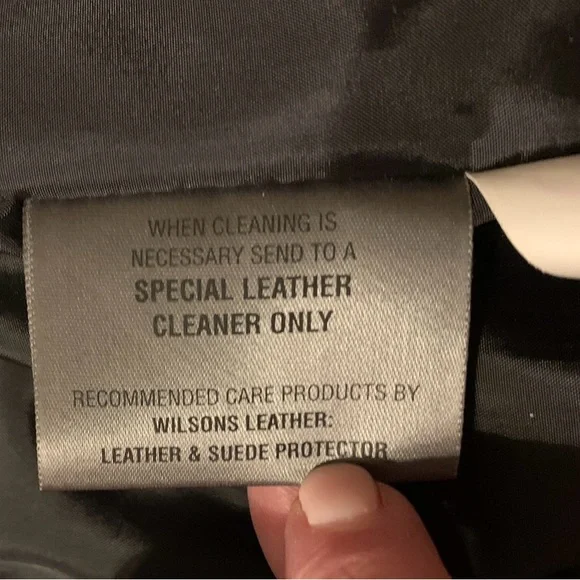 WHEN CLEANING IS
NECESSARY SEND TO A
SPECIAL LEATHER
CLEANER ONLY
RECOMMENDED CARE PRODUCTS BY
WILSONS LEATHER:
LEATHER & SUEDE PROTECTOR